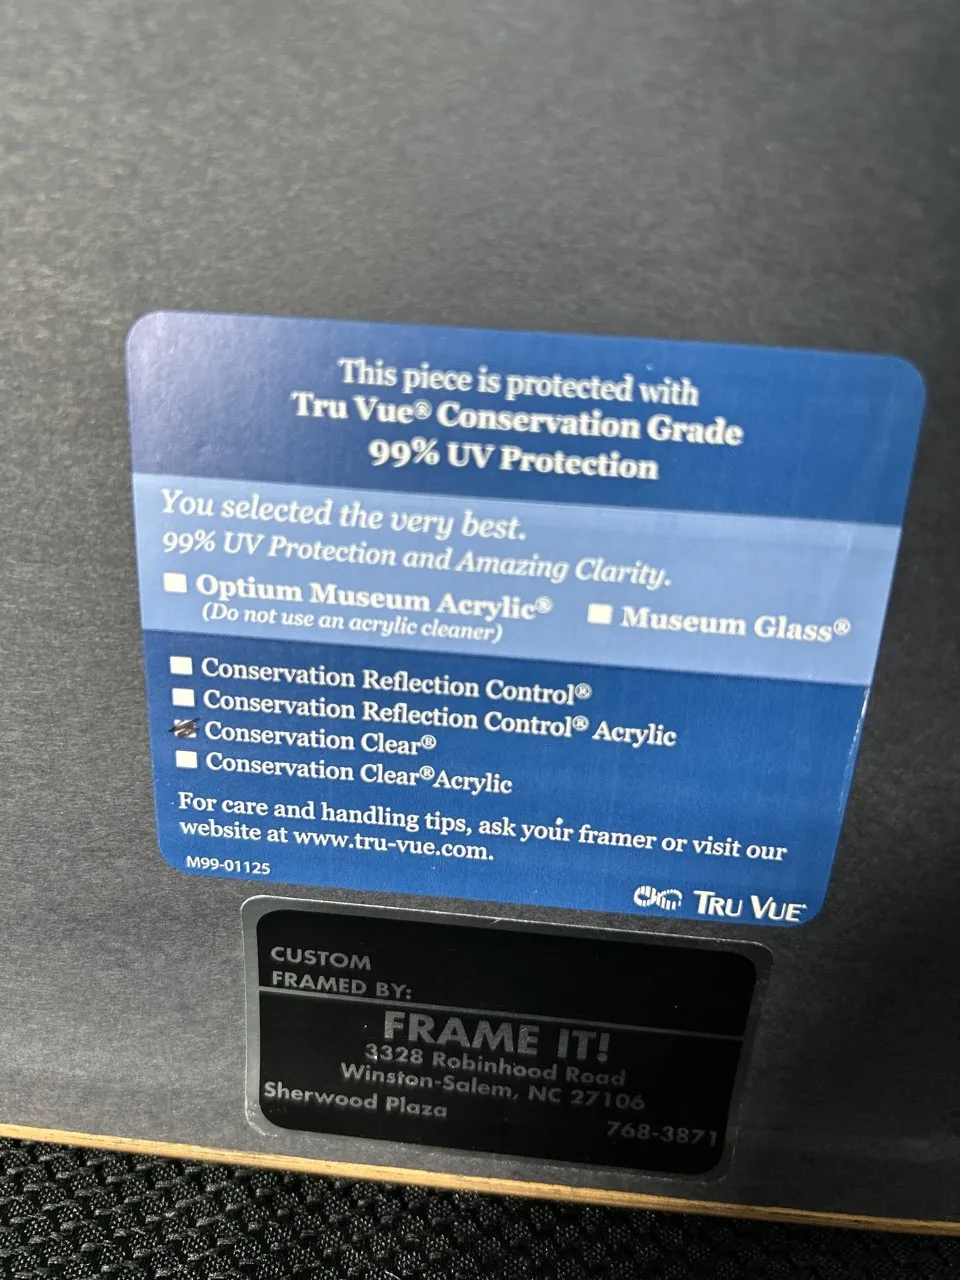 This piece is protected with
Tru Vue® Conservation Grade
99% UV Protection
You selected the very best.
99% UV Protection and Amazing Clarity.
Optium Museum Acrylic®
(Do not use an acrylic cleaner)
Museum Glass®
Conservation Reflection Control®
Conservation Reflection Control® Acrylic
Conservation Clear®
Conservation Clear® Acrylic
For care and handling tips, ask your framer or visit our
website at www.tru-vue.com.
M99-01125
TRU VUE
CUSTOM
FRAMED BY:
FRAME IT!
3328 Robinhood Road
Winston-Salem, NC 27106
Sherwood Plaza
768-3871